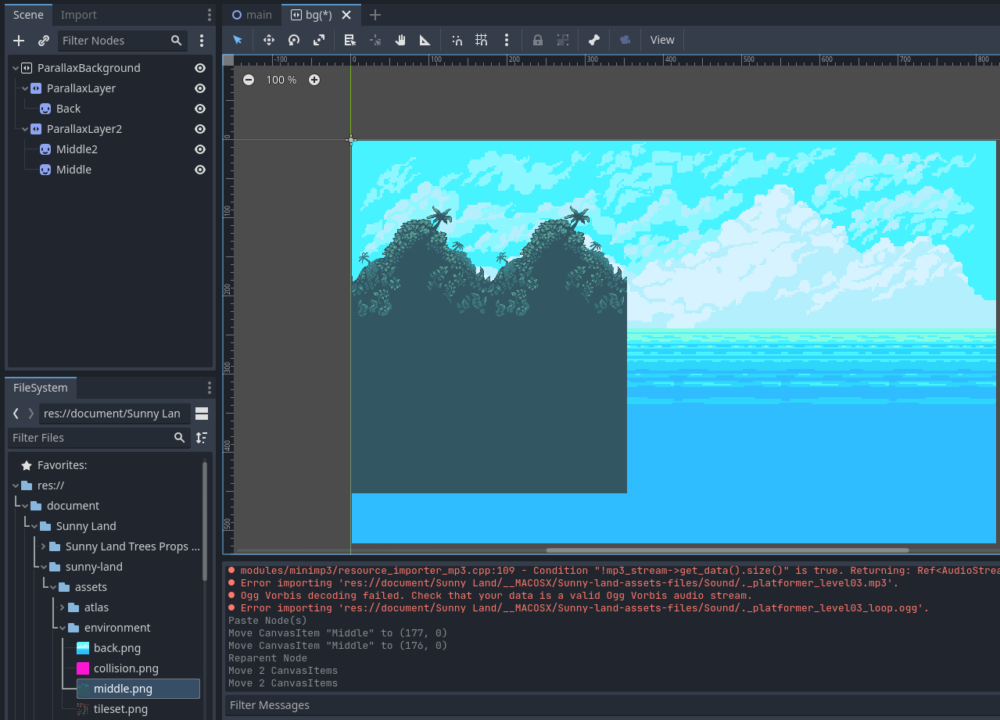 Scene
Import
main
bg(*)
Filter Nodes
View
ParallaxBackground
ParallaxLayer
Back
ParallaxLayer2
Middle2
Middle
-100
0
100
200
300
400
500
600
700
800
100 %
0
100
200
300
400
500
FileSystem
res://document/Sunny Lan
Filter Files
Favorites:
res://
document
Sunny Land
Sunny Land Trees Props ...
sunny-land
assets
atlas
environment
back.png
collision.png
middle.png
tileset.png
modules/minimp3/resource_importer_mp3.cpp:109 - Condition "!mp3_stream->get_data().size()" is true. Returning: Ref<AudioStrea
Error importing 'res://document/Sunny Land/__MACOSX/Sunny-land-assets-files/Sound/._platformer_level03.mp3'.
Ogg Vorbis decoding failed. Check that your data is a valid Ogg Vorbis audio stream.
Error importing 'res://document/Sunny Land/__MACOSX/Sunny-land-assets-files/Sound/._platformer_level03_loop.ogg'.
Paste Node(s)
Move CanvasItem "Middle" to (177, 0)
Move CanvasItem "Middle" to (176, 0)
Reparent Node
Move 2 CanvasItems
Move 2 CanvasItems
Filter Messages